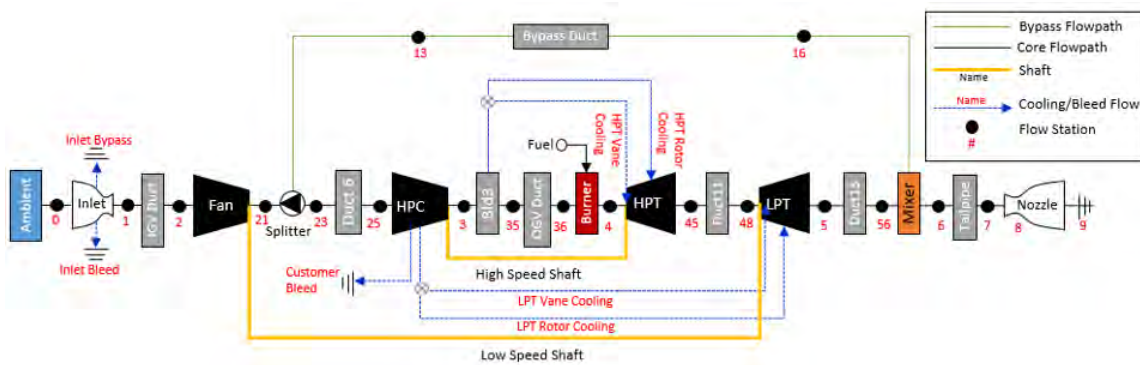 Bypass Flowpath
Core Flowpath
Shaft
Name
Name
Cooling/Bleed Flow
Flow Station
#
13
Bypass Duct
16
Inlet Bypass
Inlet Bleed
HPT Vane
Cooling
HPT Rotor
Cooling
Fuel
Ambient
0
Inlet
1
IGV Duct
2
Fan
21
Splitter
23
Duct 6
25
HPC
3
Bld3
35
OGV Duct
36
Burner
4
HPT
45
Duct11
48
LPT
5
Duct15
56
Mixer
6
Tailpipe
7
8
Nozzle
9
Customer
Bleed
High Speed Shaft
LPT Vane Cooling
LPT Rotor Cooling
Low Speed Shaft